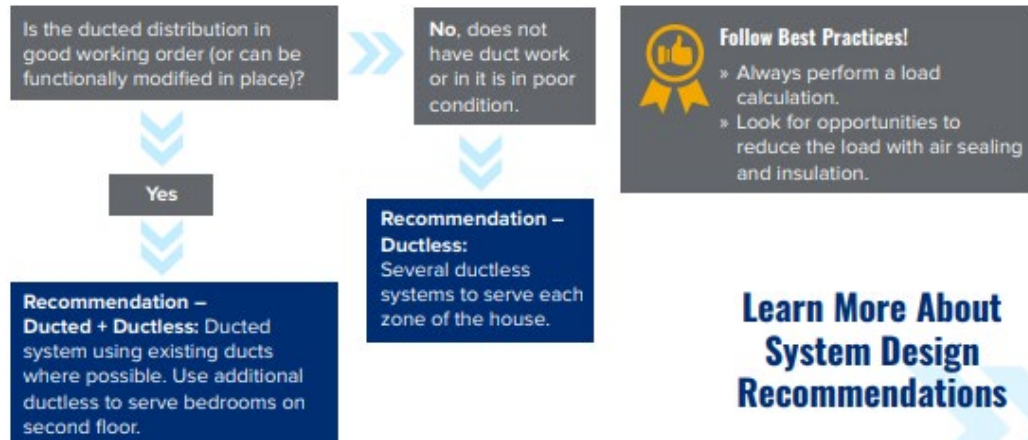 Is the ducted distribution in
good working order (or can be
functionally modified in place)?
Yes
Recommendation –
Ducted + Ductless: Ducted
system using existing ducts
where possible. Use additional
ductless to serve bedrooms on
second floor.
No, does not
have duct work
or in it is in poor
condition.
Recommendation –
Ductless:
Several ductless
systems to serve each
zone of the house.
Follow Best Practices!
» Always perform a load
calculation.
» Look for opportunities to
reduce the load with air sealing
and insulation.
Learn More About
System Design
Recommendations